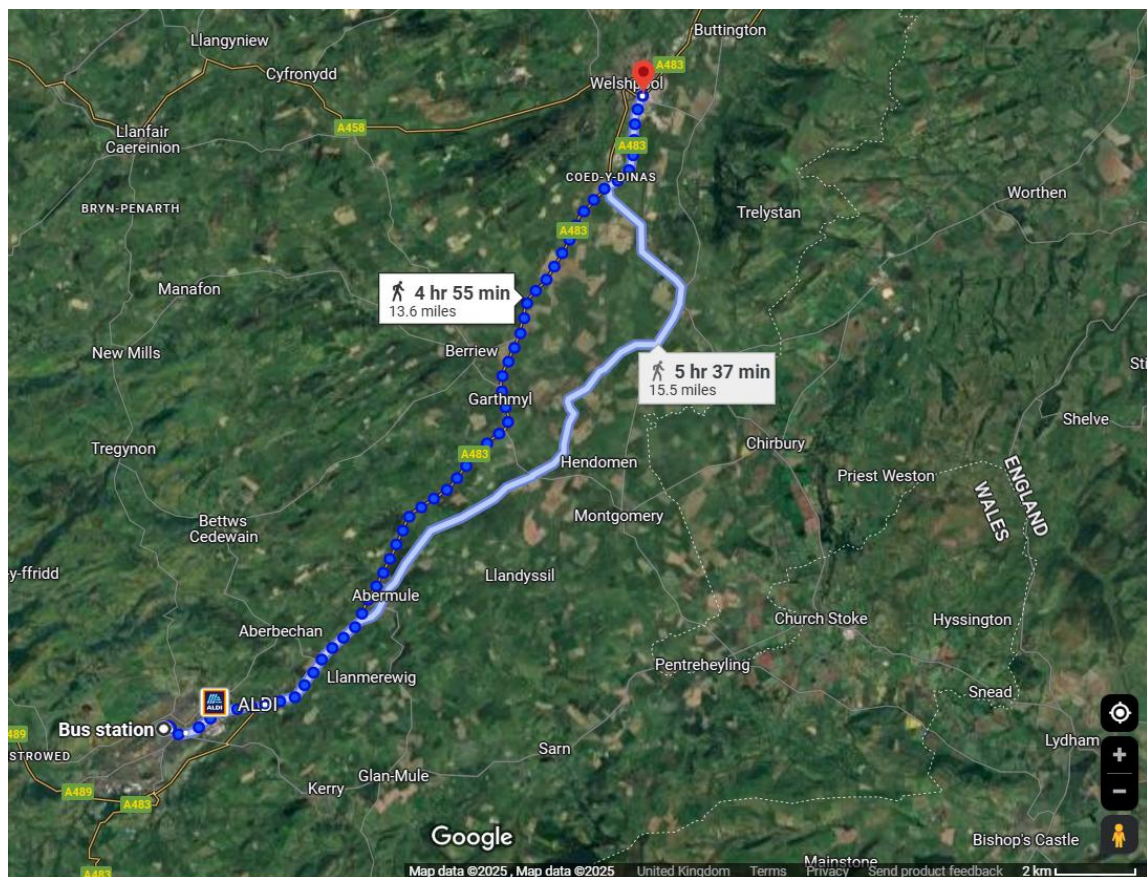 Buttington
Llangyniew
A483
Cyfronydd
Welshpool
A458
Llanfair
Caereinion
A483
COED-Y-DINAS
Worthen
BRYN-PENARTH
Trelystan
A483
Manafon
4 hr 55 min
13.6 miles
New Mills
Berriew
5 hr 37 min
15.5 miles
Garthmyl
Shelve
Tregynon
A483
Chirbury
Hendomen
Priest Weston
ENGLAND
WALES
Bettws
Cedewain
Montgomery
y-ffridd
Llandyssil
Abermule
Church Stoke
Hyssington
Aberbechan
Pentreheyling
Llanmerewig
Snead
ALDI
ALDI
Bus station
489
STROWED
Sarn
Lydham
Glan-Mule
Kerry
A489
A483
Google
Bishop's Castle
Mainstone
A483
Map data ©2025 , Map data ©2025 United Kingdom Terms Privacy Send product feedback 2 km